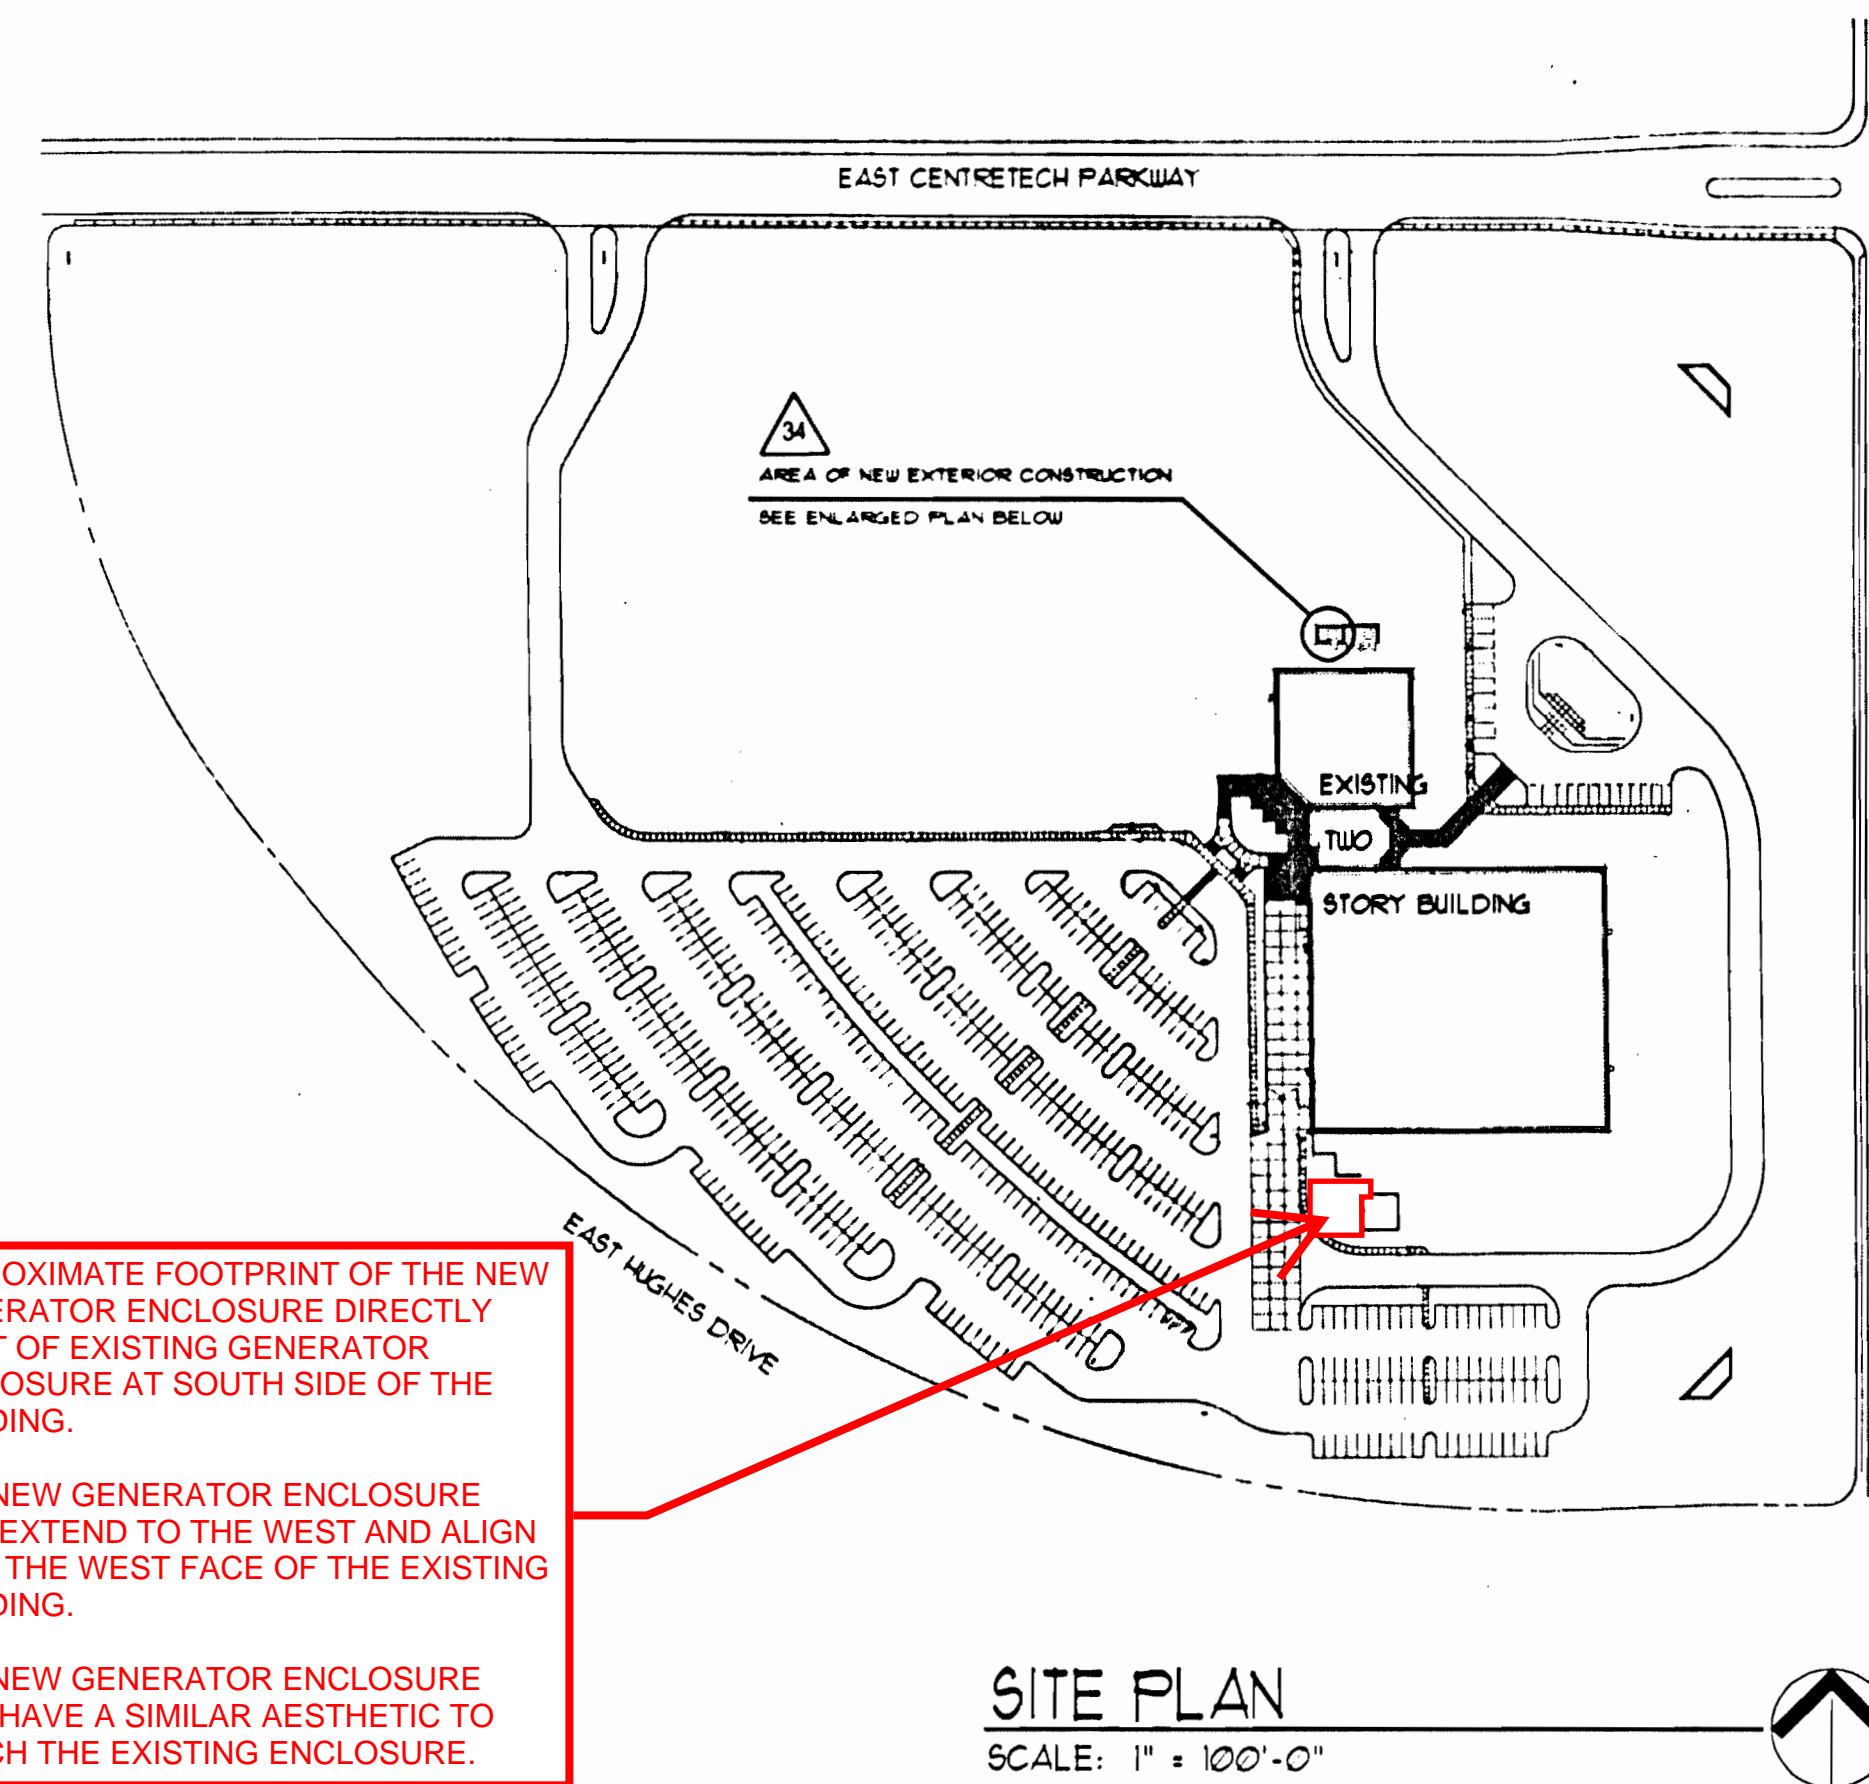 EAST CENTRETECH PARKWAY
34
AREA OF NEW EXTERIOR CONSTRUCTION
SEE ENLARGED PLAN BELOW
EXISTING
TWO
STORY BUILDING
EAST HUGHES DRIVE
OXIMATE FOOTPRINT OF THE NEW
ERATOR ENCLOSURE DIRECTLY
T OF EXISTING GENERATOR
OSURE AT SOUTH SIDE OF THE
DING.
NEW GENERATOR ENCLOSURE
EXTEND TO THE WEST AND ALIGN
THE WEST FACE OF THE EXISTING
DING.
NEW GENERATOR ENCLOSURE
HAVE A SIMILAR AESTHETIC TO
CH THE EXISTING ENCLOSURE.
SITE PLAN
SCALE: 1" = 100'-0"